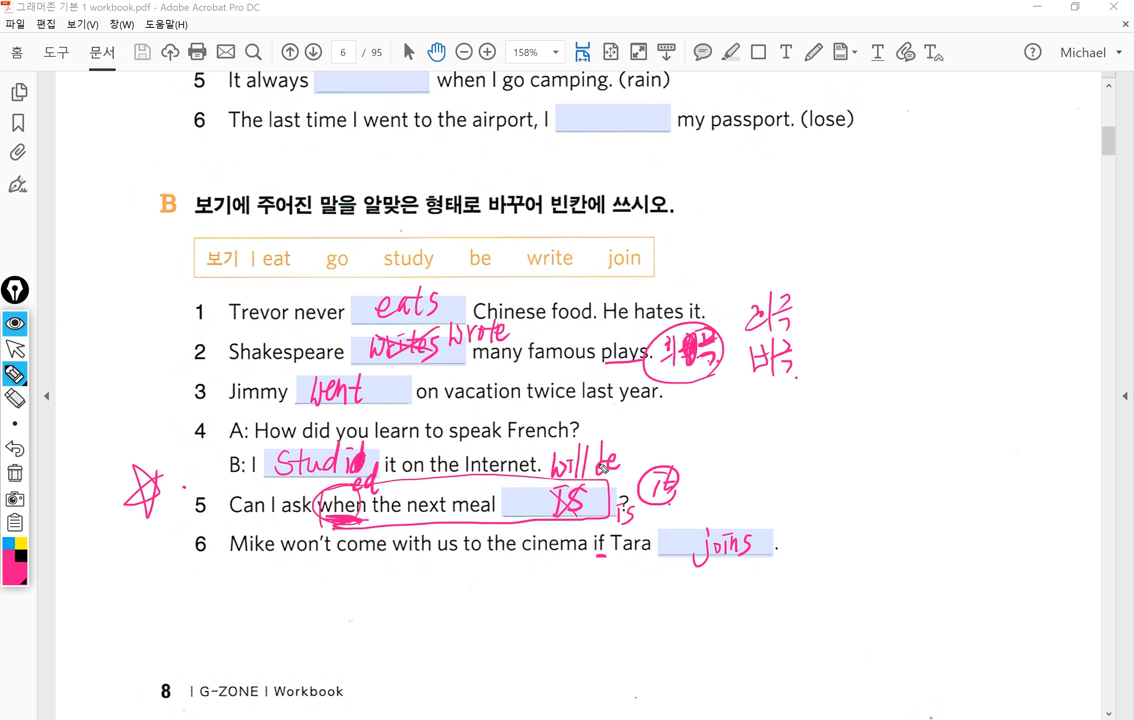 그래머존 기본 1 workbook.pdf - Adobe Acrobat Pro DC
파일 편집 보기(V) 창(W) 도움말(H)
홈 도구 문서 6 / 95 158% Michael
5 It always when I go camping. (rain)
6 The last time I went to the airport, I my passport. (lose)
B 보기에 주어진 말을 알맞은 형태로 바꾸어 빈칸에 쓰시오.
보기 | eat go study be write join
1 Trevor never eats Chinese food. He hates it.
2 Shakespeare writes wrote many famous plays.
3 Jimmy went on vacation twice last year.
4 A: How did you learn to speak French?
B: I studied it on the Internet. will be
5 Can I ask when the next meal is ? is
6 Mike won't come with us to the cinema if Tara joins .
8 | G-ZONE | Workbook